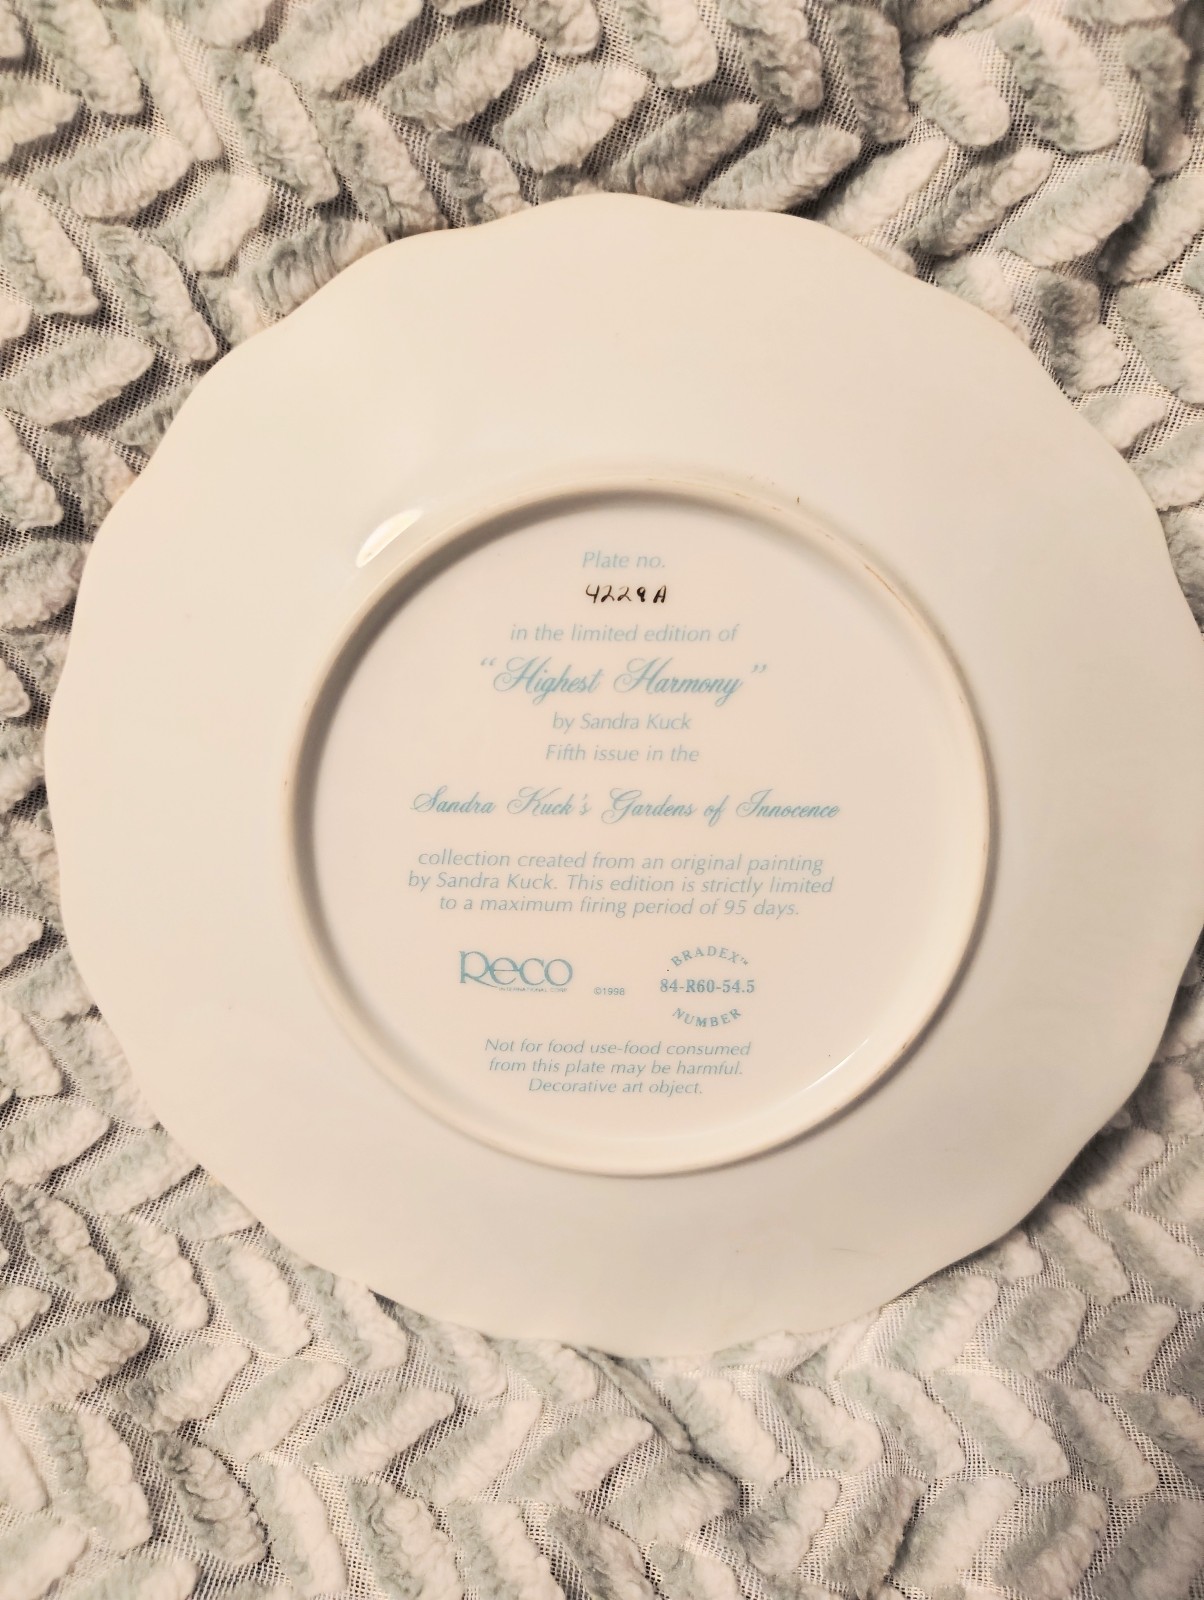 Plate no.
4229A
in the limited edition of
"Highest Harmony"
by Sandra Kuck
Fifth issue in the
Sandra Kuck's Gardens of Innocence
collection created from an original painting
by Sandra Kuck. This edition is strictly limited
to a maximum firing period of 95 days.
Reco
INTERNATIONAL CORP.
©1998
BRADEX™
84-R60-54.5
NUMBER
Not for food use-food consumed
from this plate may be harmful.
Decorative art object.